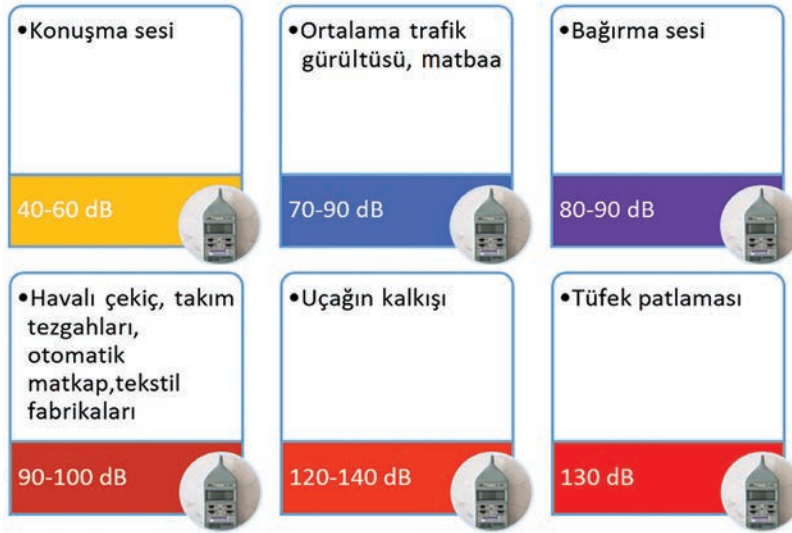 •Konuşma sesi
40-60 dB
•Ortalama trafik
gürültüsü, matbaa
70-90 dB
•Bağırma sesi
80-90 dB
•Havalı çekiç, takım
tezgahları,
otomatik
matkap,tekstil
fabrikaları
90-100 dB
•Uçağın kalkışı
120-140 dB
•Tüfek patlaması
130 dB